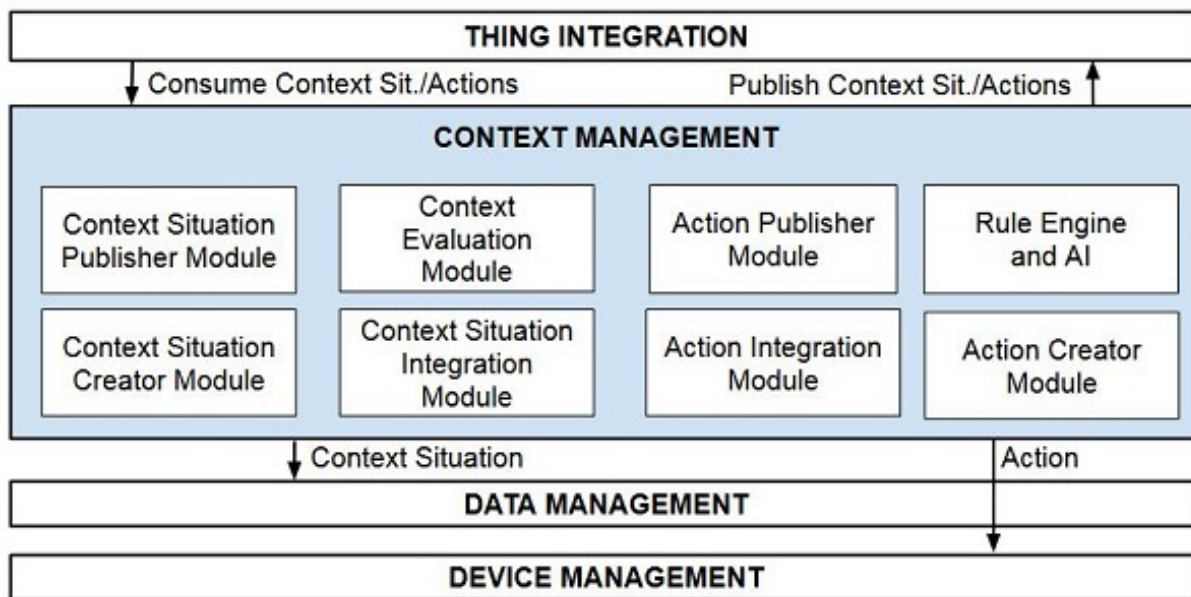 THING INTEGRATION
Consume Context Sit./Actions
Publish Context Sit./Actions
CONTEXT MANAGEMENT
Context Situation
Publisher Module
Context
Evaluation
Module
Action Publisher
Module
Rule Engine
and AI
Context Situation
Creator Module
Context Situation
Integration
Module
Action Integration
Module
Action Creator
Module
Context Situation
Action
DATA MANAGEMENT
DEVICE MANAGEMENT